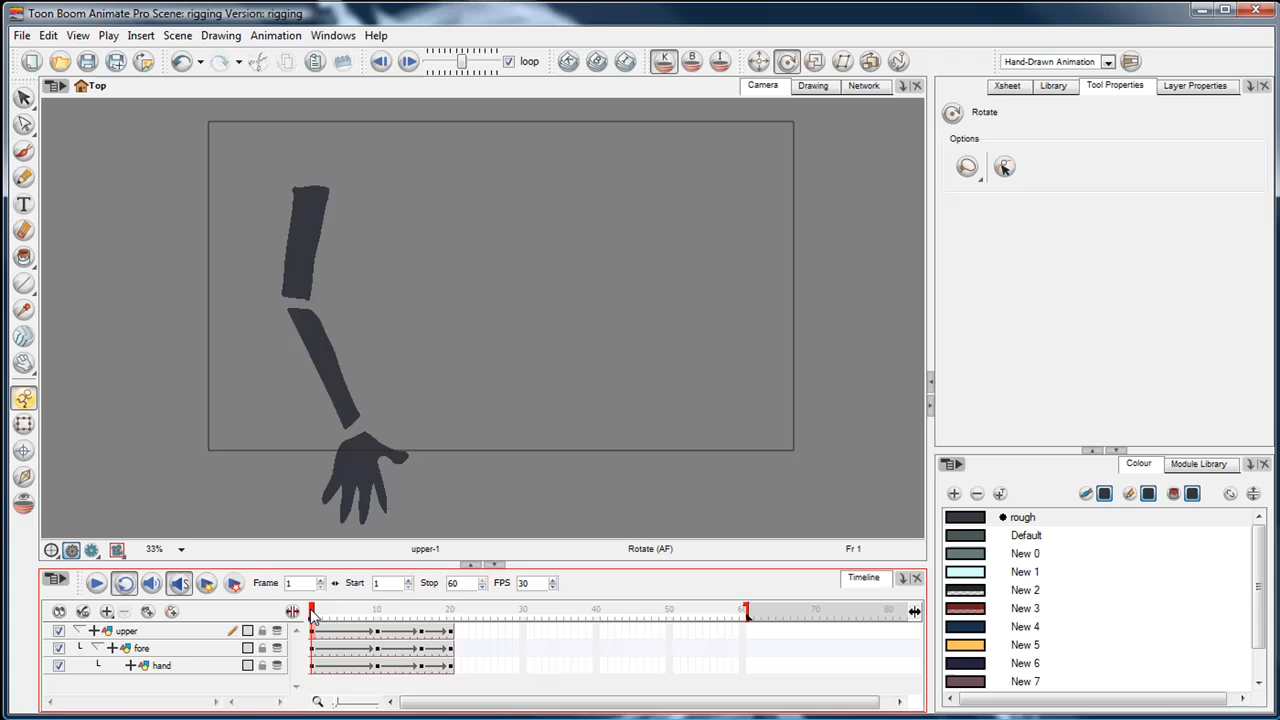 Toon Boom Animate Pro Scene: rigging Version: rigging
File Edit View Play Insert Scene Drawing Animation Windows Help
loop K B I Hand-Drawn Animation
Top Camera Drawing Network Xsheet Library Tool Properties Layer Properties
Rotate
Options
T
33% upper-1 Rotate (AF) Fr 1
Colour Module Library
rough
Default
New 0
New 1
New 2
New 3
New 4
New 5
New 6
New 7
Frame 1 Start 1 Stop 60 FPS 30 Timeline
10 20 30 40 50 60 70 80
upper
fore
hand